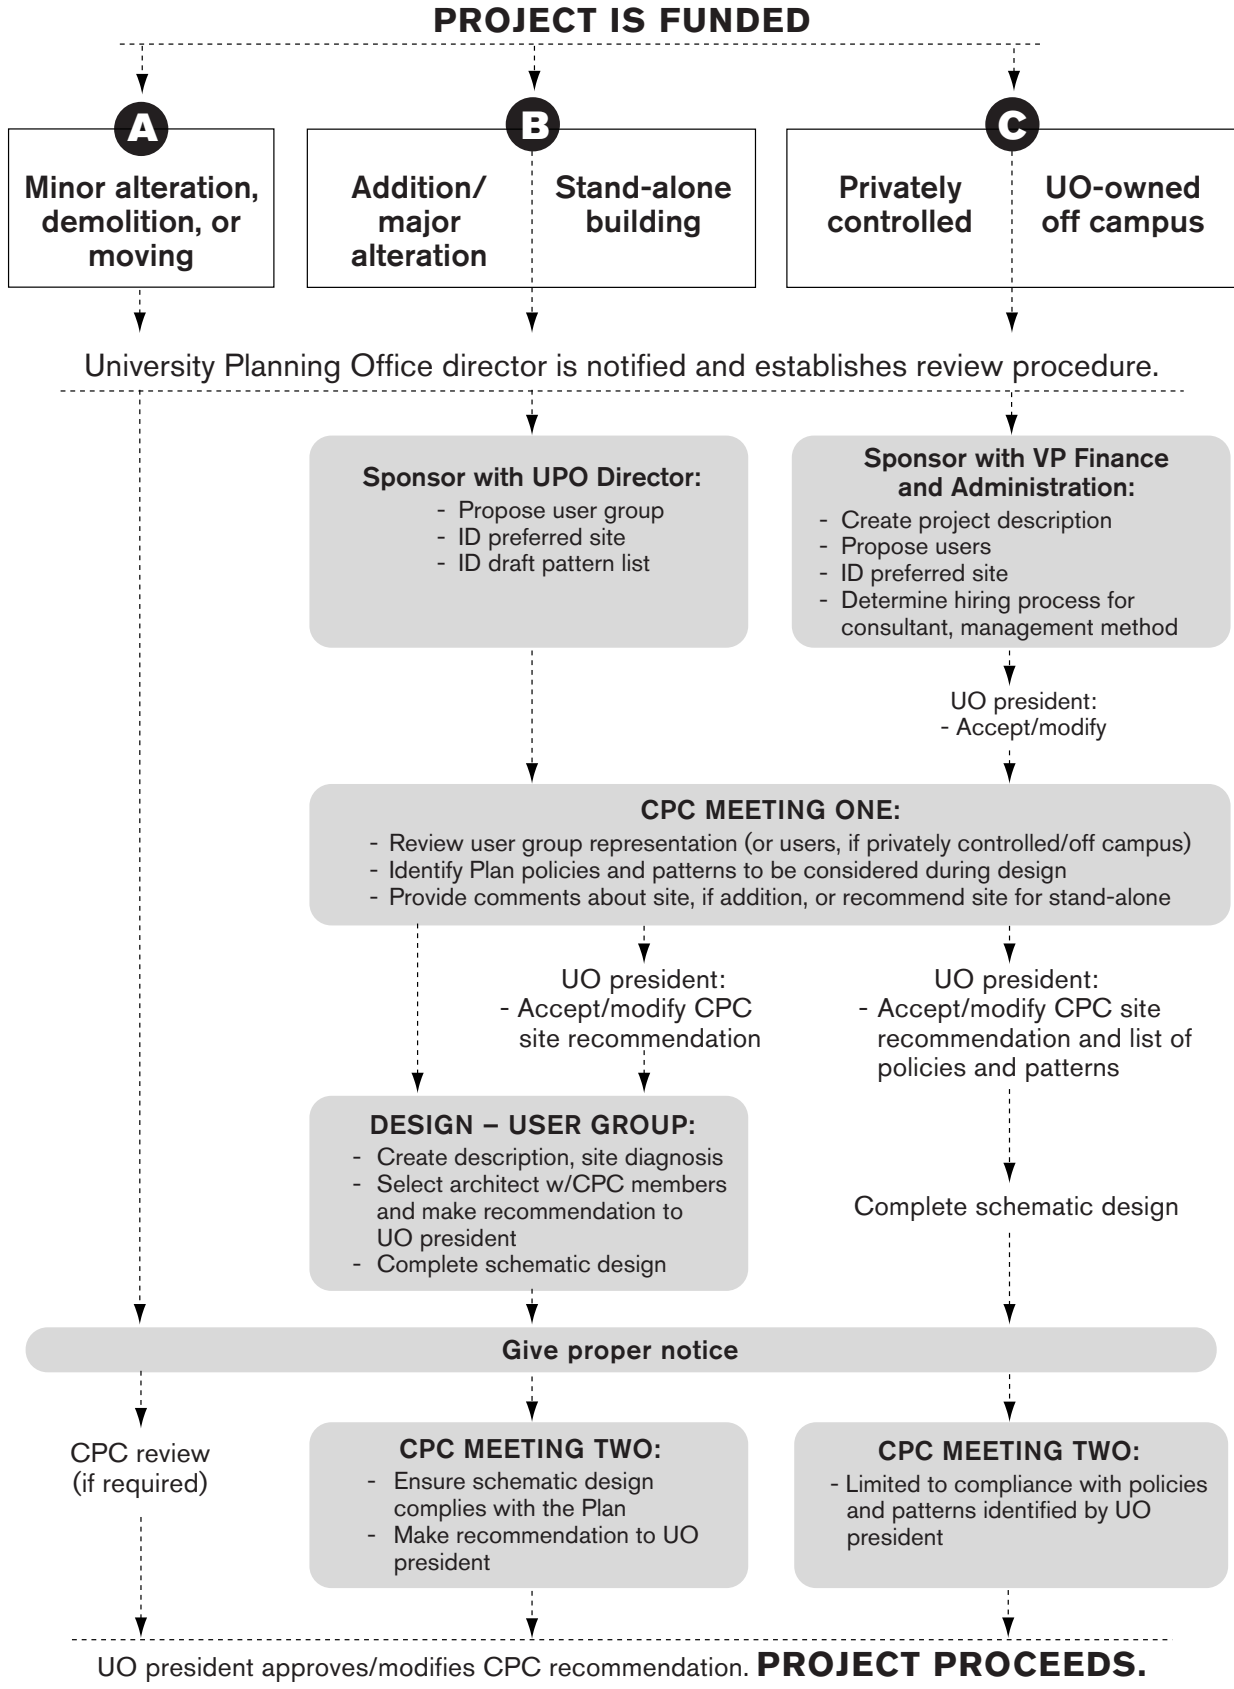 PROJECT IS FUNDED
A
Minor alteration,
demolition, or
moving
B
Addition/
major
alteration
Stand-alone
building
C
Privately
controlled
UO-owned
off campus
University Planning Office director is notified and establishes review procedure.
Sponsor with UPO Director:
- Propose user group
- ID preferred site
- ID draft pattern list
Sponsor with VP Finance
and Administration:
- Create project description
- Propose users
- ID preferred site
- Determine hiring process for
consultant, management method
UO president:
- Accept/modify
CPC MEETING ONE:
- Review user group representation (or users, if privately controlled/off campus)
- Identify Plan policies and patterns to be considered during design
- Provide comments about site, if addition, or recommend site for stand-alone
UO president:
- Accept/modify CPC
site recommendation
UO president:
- Accept/modify CPC site
recommendation and list of
policies and patterns
DESIGN – USER GROUP:
- Create description, site diagnosis
- Select architect w/CPC members
and make recommendation to
UO president
- Complete schematic design
Complete schematic design
Give proper notice
CPC review
(if required)
CPC MEETING TWO:
- Ensure schematic design
complies with the Plan
- Make recommendation to UO
president
CPC MEETING TWO:
- Limited to compliance with policies
and patterns identified by UO
president
UO president approves/modifies CPC recommendation. PROJECT PROCEEDS.